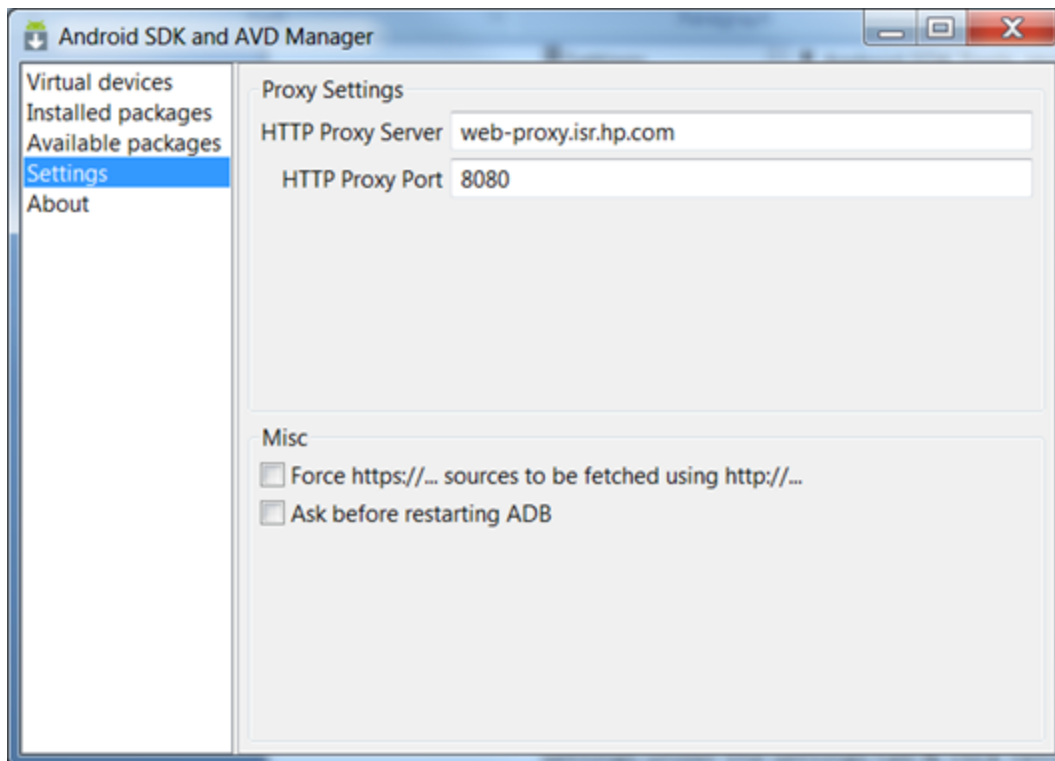 Android SDK and AVD Manager
Virtual devices
Installed packages
Available packages
Settings
About
Proxy Settings
HTTP Proxy Server web-proxy.isr.hp.com
HTTP Proxy Port 8080
Misc
Force https://... sources to be fetched using http://...
Ask before restarting ADB